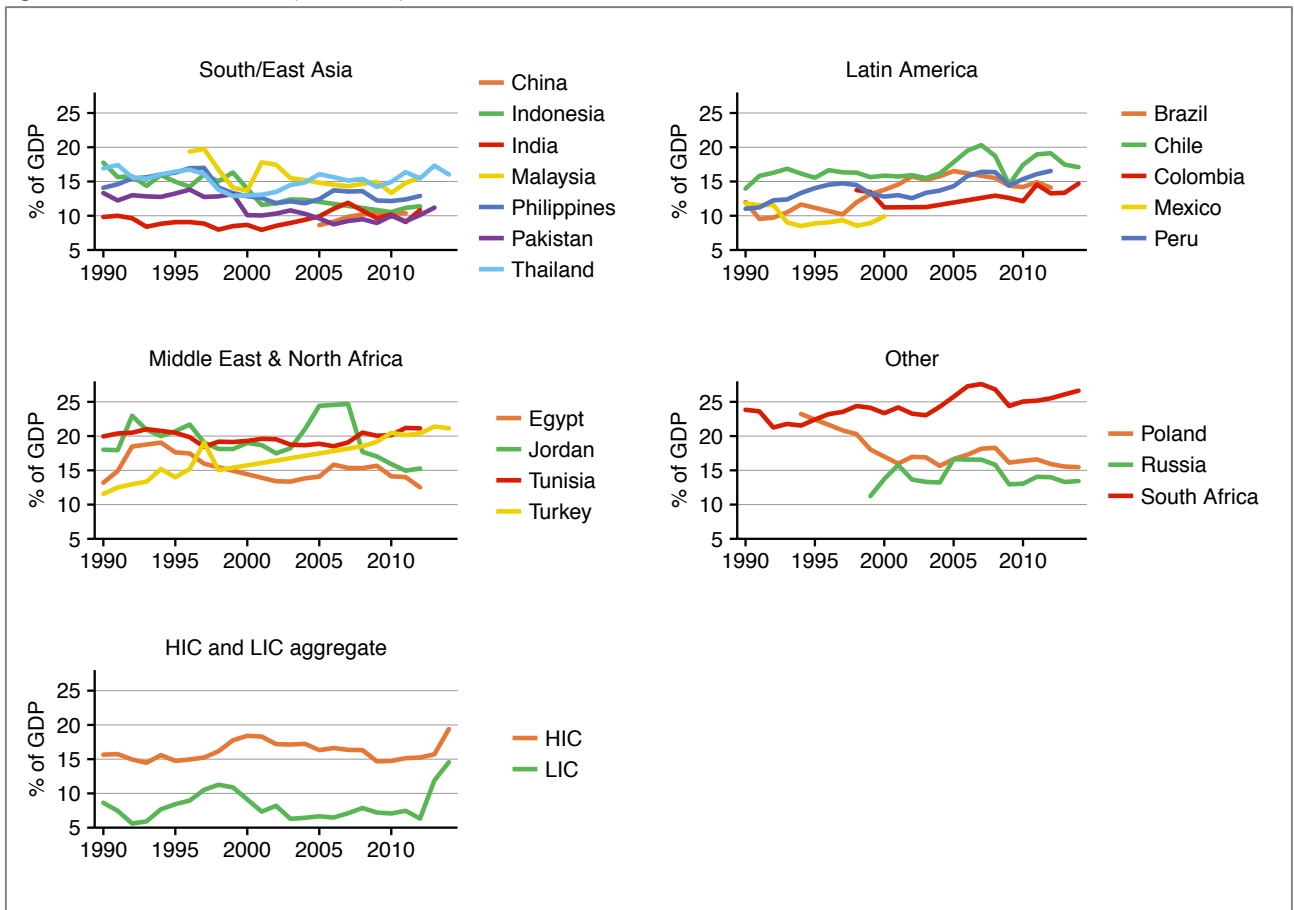 South/East Asia
% of GDP
25
20
15
10
5
1990 1995 2000 2005 2010
China
Indonesia
India
Malaysia
Philippines
Pakistan
Thailand
Latin America
% of GDP
25
20
15
10
5
1990 1995 2000 2005 2010
Brazil
Chile
Colombia
Mexico
Peru
Middle East & North Africa
% of GDP
25
20
15
10
5
1990 1995 2000 2005 2010
Egypt
Jordan
Tunisia
Turkey
Other
% of GDP
25
20
15
10
5
1990 1995 2000 2005 2010
Poland
Russia
South Africa
HIC and LIC aggregate
% of GDP
25
20
15
10
5
1990 1995 2000 2005 2010
HIC
LIC